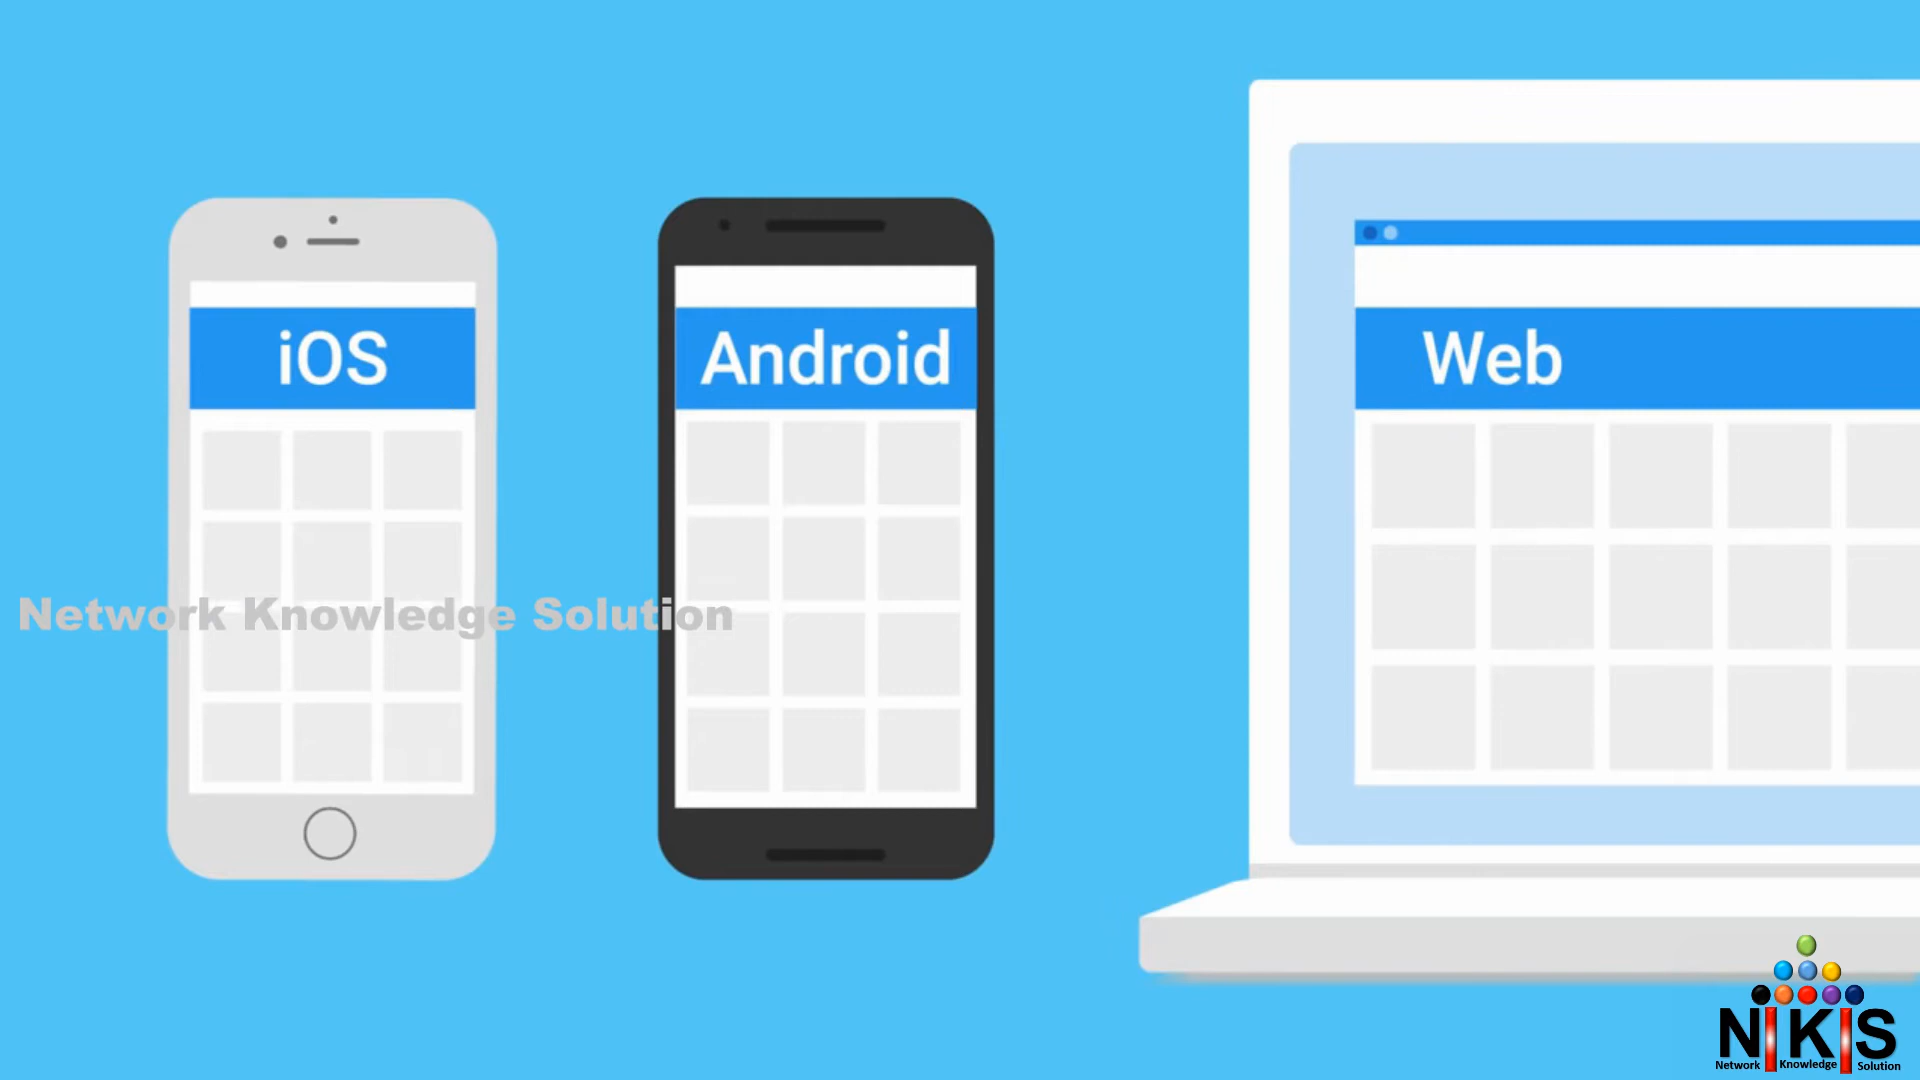 iOS
Android
Web
Network Knowledge Solution
NKS
Network Knowledge Solution